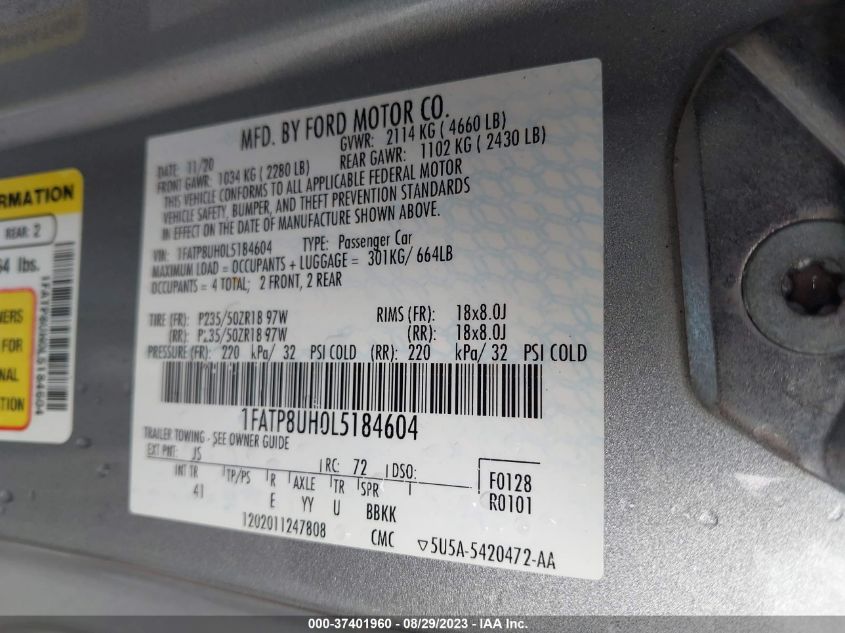 MFD. BY FORD MOTOR CO.
DATE: 11/20
GVWR: 2114 KG ( 4660 LB)
FRONT GAWR: 1034 KG ( 2280 LB)
REAR GAWR: 1102 KG ( 2430 LB)
THIS VEHICLE CONFORMS TO ALL APPLICABLE FEDERAL MOTOR
VEHICLE SAFETY, BUMPER, AND THEFT PREVENTION STANDARDS
IN EFFECT ON THE DATE OF MANUFACTURE SHOWN ABOVE.
VIN: 1FATP8UH0L5184604 TYPE: Passenger Car
MAXIMUM LOAD = OCCUPANTS + LUGGAGE = 301KG/ 664LB
OCCUPANTS = 4 TOTAL; 2 FRONT, 2 REAR
TIRE (FR): P235/50ZR18 97W RIMS (FR): 18x8.0J
(RR): P235/50ZR18 97W (RR): 18x8.0J
PRESSURE (FR): 220 kPa/ 32 PSI COLD (RR): 220 kPa/ 32 PSI COLD
1FATP8UH0L5184604
TRAILER TOWING - SEE OWNER GUIDE
EXT PNT: JS RC: 72 DSO:
INT TR TP/PS R AXLE TR SPR
41 E YY U BBKK
F0128
R0101
1202011247808 CMC ▽5U5A-5420472-AA
RMATION
REAR: 2
64 lbs.
1FATP8UH0L5184604
NERS
FOR
NAL
TION
000-37401960 - 08/29/2023 - IAA Inc.